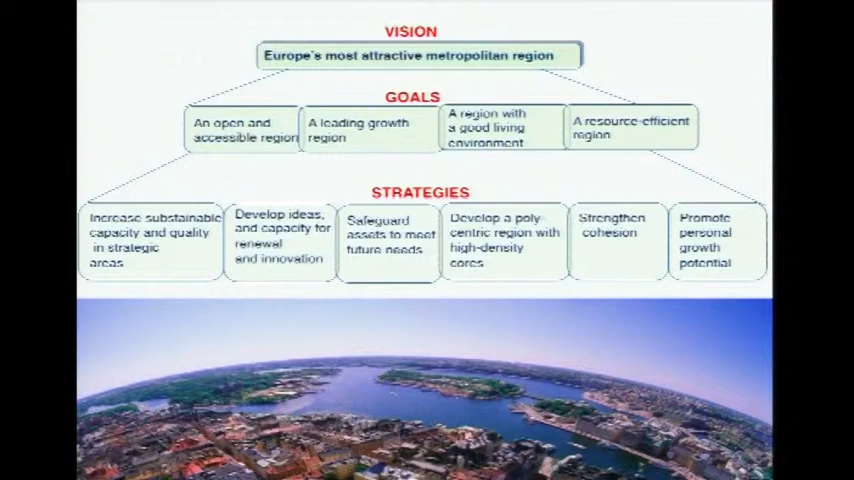 VISION
Europe's most attractive metropolitan region
GOALS
An open and
accessible region
A leading growth
region
A region with
a good living
environment
A resource-efficient
region
STRATEGIES
Increase substainable
capacity and quality
in strategic
areas
Develop ideas,
and capacity for
renewal
and innovation
Safeguard
assets to meet
future needs
Develop a poly-
centric region with
high-density
cores
Strengthen
cohesion
Promote
personal
growth
potential